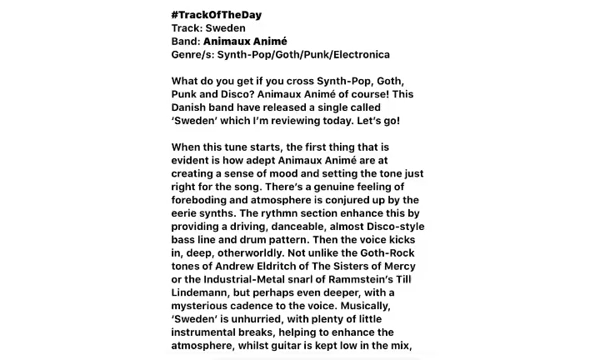 #TrackOfTheDay
Track: Sweden
Band: Animaux Animé
Genre/s: Synth-Pop/Goth/Punk/Electronica
What do you get if you cross Synth-Pop, Goth,
Punk and Disco? Animaux Animé of course! This
Danish band have released a single called
‘Sweden’ which I’m reviewing today. Let’s go!
When this tune starts, the first thing that is
evident is how adept Animaux Animé are at
creating a sense of mood and setting the tone just
right for the song. There’s a genuine feeling of
foreboding and atmosphere is conjured up by the
eerie synths. The rythmn section enhance this by
providing a driving, danceable, almost Disco-style
bass line and drum pattern. Then the voice kicks
in, deep, otherworldly. Not unlike the Goth-Rock
tones of Andrew Eldritch of The Sisters of Mercy
or the Industrial-Metal snarl of Rammstein’s Till
Lindemann, but perhaps even deeper, with a
mysterious cadence to the voice. Musically,
‘Sweden’ is unhurried, with plenty of little
instrumental breaks, helping to enhance the
atmosphere, whilst guitar is kept low in the mix,